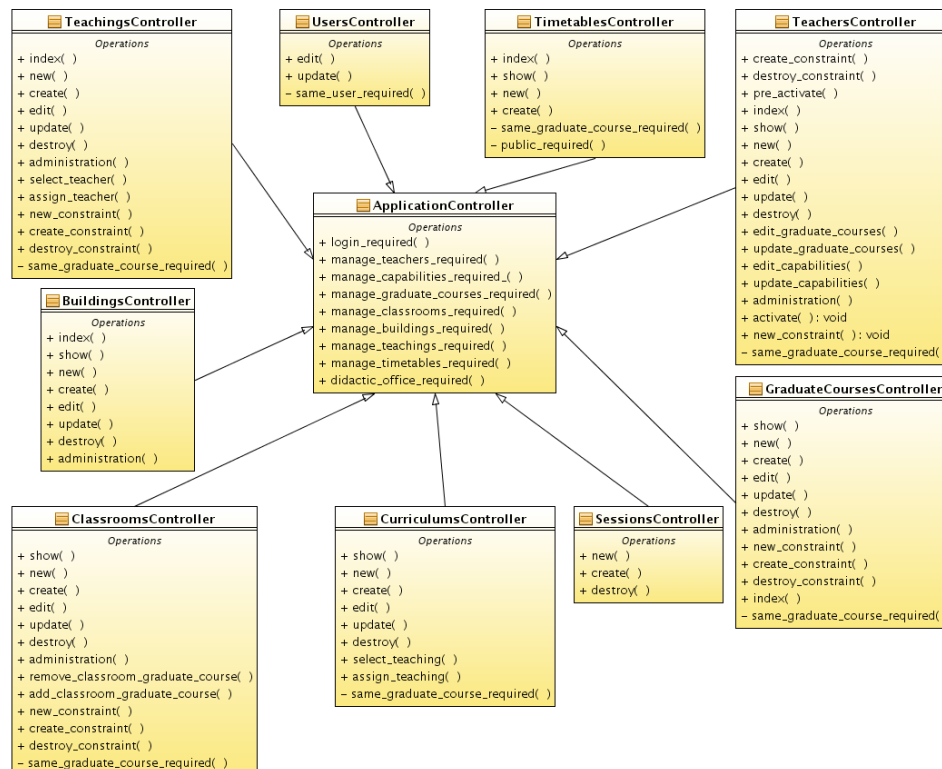 TeachingsController
Operations
+ index( )
+ new( )
+ create( )
+ edit( )
+ update( )
+ destroy( )
+ administration( )
+ select_teacher( )
+ assign_teacher( )
+ new_constraint( )
+ create_constraint( )
+ destroy_constraint( )
− same_graduate_course_required( )
UsersController
Operations
+ edit( )
+ update( )
− same_user_required( )
TimetablesController
Operations
+ index( )
+ show( )
+ new( )
+ create( )
− same_graduate_course_required( )
− public_required( )
TeachersController
Operations
+ create_constraint( )
+ destroy_constraint( )
+ pre_activate( )
+ index( )
+ show( )
+ new( )
+ create( )
+ edit( )
+ update( )
+ destroy( )
+ edit_graduate_courses( )
+ update_graduate_courses( )
+ edit_capabilities( )
+ update_capabilities( )
+ administration( )
+ activate( ) : void
+ new_constraint( ) : void
− same_graduate_course_required(
ApplicationController
Operations
+ login_required( )
+ manage_teachers_required( )
+ manage_capabilities_required_( )
+ manage_graduate_courses_required( )
+ manage_classrooms_required( )
+ manage_buildings_required( )
+ manage_teachings_required( )
+ manage_timetables_required( )
+ didactic_office_required( )
BuildingsController
Operations
+ index( )
+ show( )
+ new( )
+ create( )
+ edit( )
+ update( )
+ destroy( )
+ administration( )
GraduateCoursesController
Operations
+ show( )
+ new( )
+ create( )
+ edit( )
+ update( )
+ destroy( )
+ administration( )
+ new_constraint( )
+ create_constraint( )
+ destroy_constraint( )
+ index( )
− same_graduate_course_required(
ClassroomsController
Operations
+ show( )
+ new( )
+ create( )
+ edit( )
+ update( )
+ destroy( )
+ administration( )
+ remove_classroom_graduate_course( )
+ add_classroom_graduate_course( )
+ new_constraint( )
+ create_constraint( )
+ destroy_constraint( )
− same_graduate_course_required( )
CurriculumsController
Operations
+ show( )
+ new( )
+ create( )
+ edit( )
+ update( )
+ destroy( )
+ select_teaching( )
+ assign_teaching( )
− same_graduate_course_required( )
SessionsController
Operations
+ new( )
+ create( )
+ destroy( )